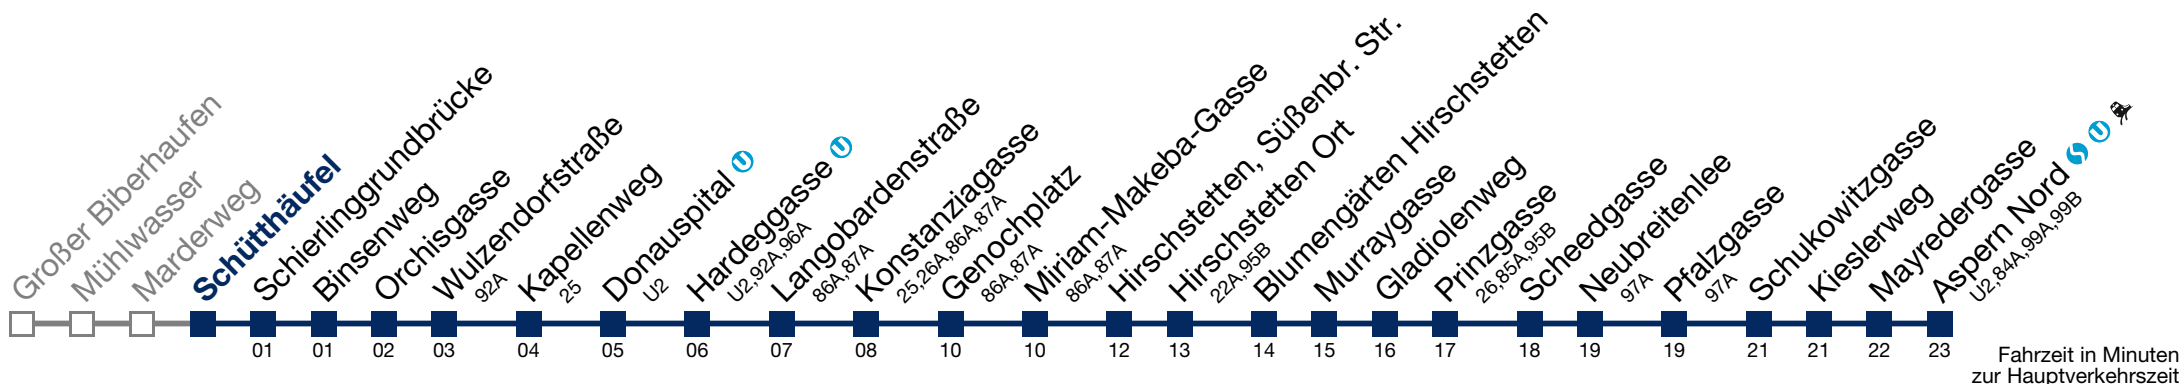 Großer Biberhaufen
Mühlwasser
Marderweg
Schütthäufel
Schierlinggrundbrücke
Binsenweg
Orchisgasse
Wulzendorfstraße
92A
Kapellenweg
25
Donauspital U
U2
Hardeggasse U
U2,92A,96A
Langobardenstraße
86A,87A
Konstanziagasse
25,26A,86A,87A
Genochplatz
86A,87A
Miriam-Makeba-Gasse
86A,87A
Hirschstetten, Süßenbr. Str.
Hirschstetten Ort
22A,95B
Blumengärten Hirschstetten
Murraygasse
Gladiolenweg
Prinzgasse
26,85A,95B
Scheedgasse
Neubreitenlee
97A
Pfalzgasse
97A
Schukowitzgasse
Kieslerweg
Mayredergasse
Aspern Nord S U
U2,84A,99A,99B
01 01 02 03 04 05 06 07 08 10 10 12 13 14 15 16 17 18 19 19 21 21 22 23
Fahrzeit in Minuten
zur Hauptverkehrszeit